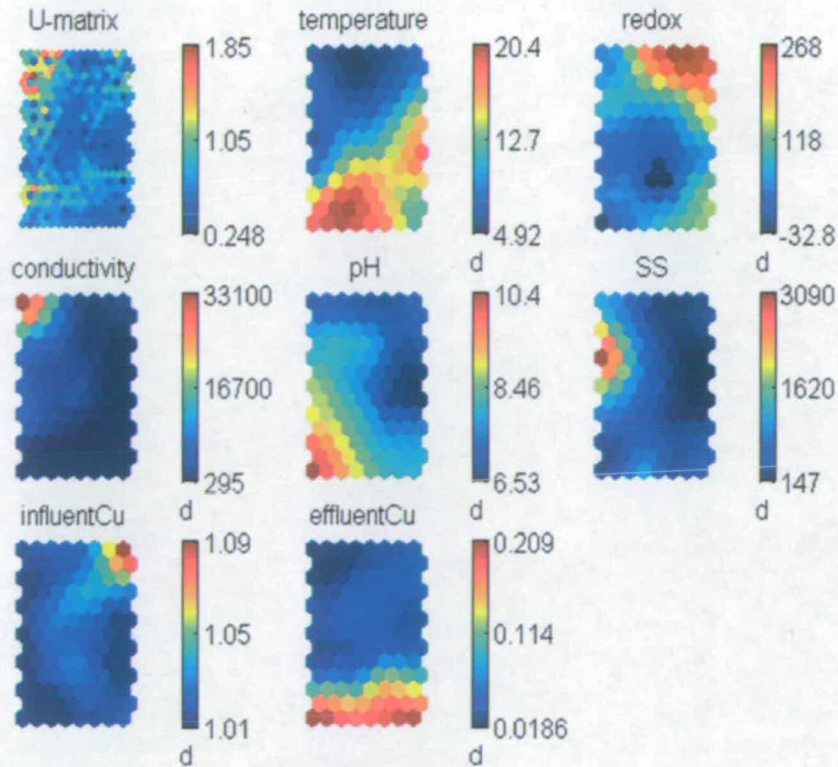 U-matrix
1.85
1.05
0.248
temperature
20.4
12.7
4.92
d
redox
268
118
-32.8
d
conductivity
33100
16700
295
d
pH
10.4
8.46
6.53
d
SS
3090
1620
147
d
influentCu
1.09
1.05
1.01
d
effluentCu
0.209
0.114
0.0186
d